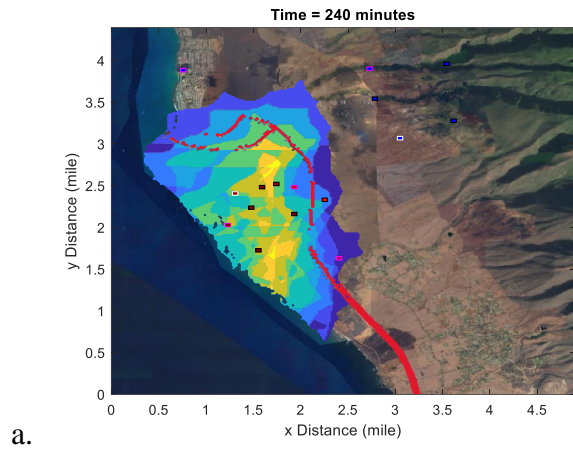 Time = 240 minutes
4
3.5
3
2.5
2
1.5
1
0.5
0
y Distance (mile)
0 0.5 1 1.5 2 2.5 3 3.5 4 4.5
x Distance (mile)
a.